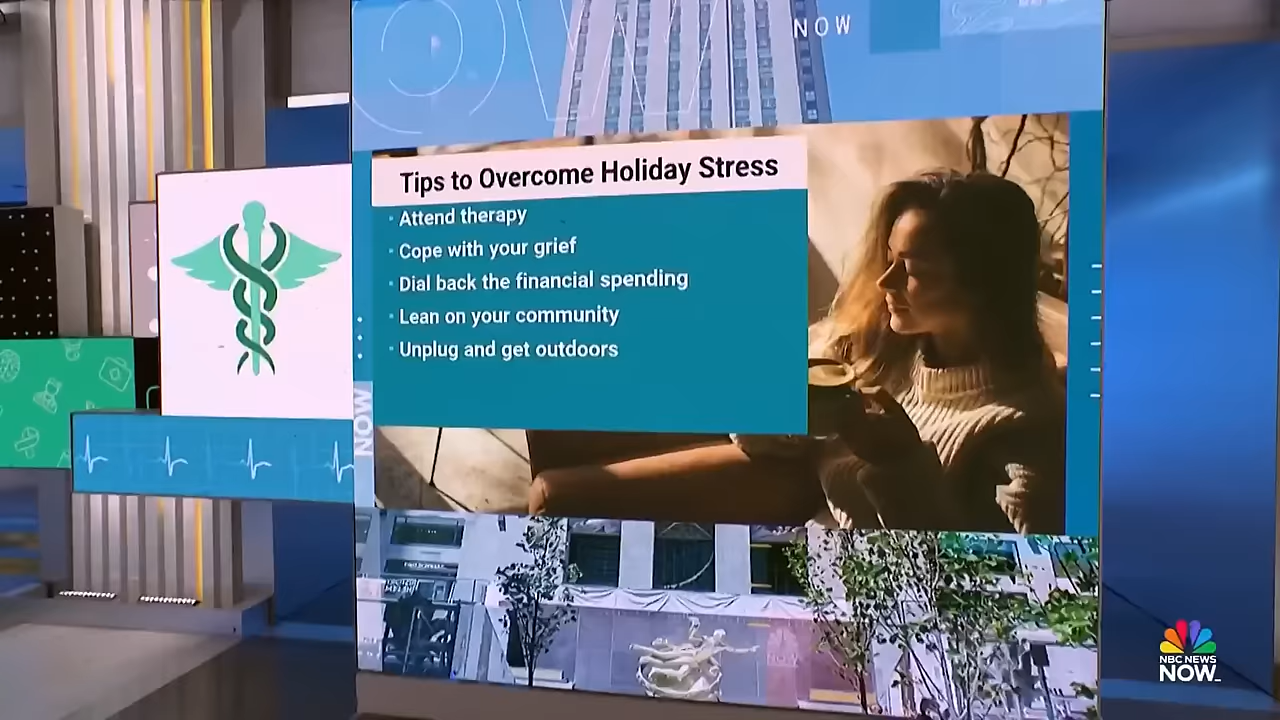 NOW
Tips to Overcome Holiday Stress
· Attend therapy
· Cope with your grief
· Dial back the financial spending
· Lean on your community
· Unplug and get outdoors
NOW
NBC NEWS
NOW